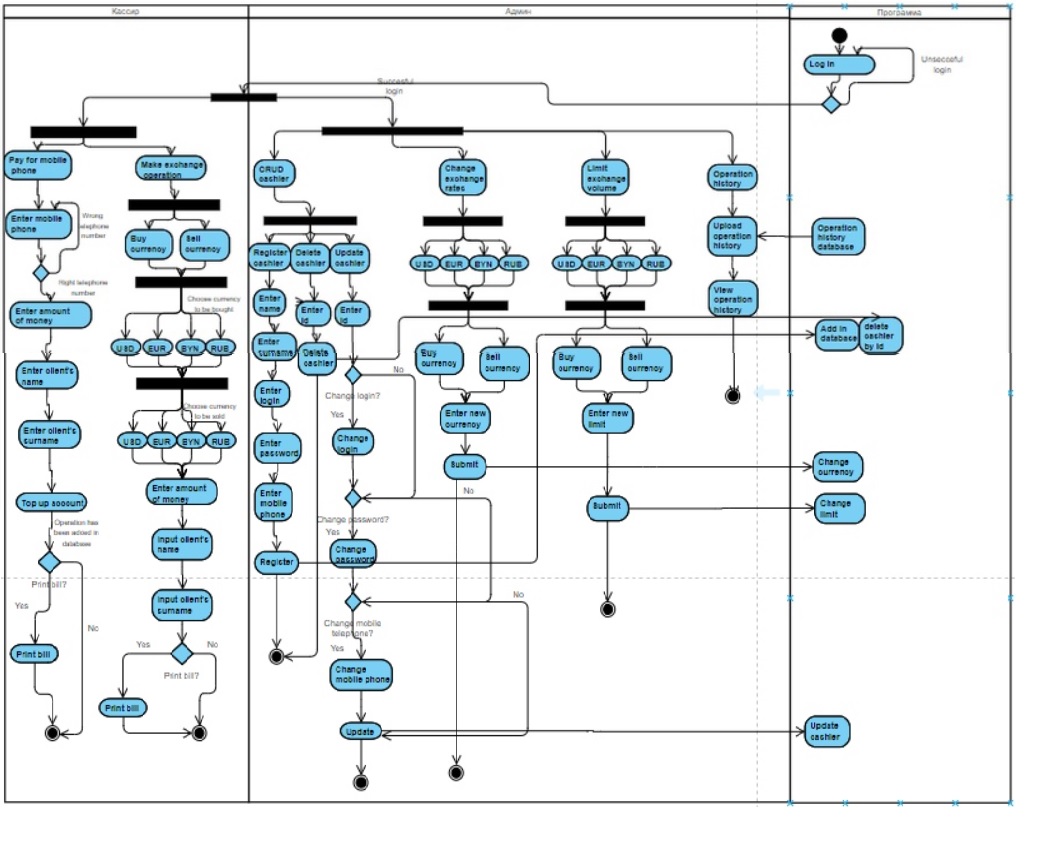 Кассир
Админ
Программа
Log in
Unsecceful
login
Succesful
login
Pay for mobile
phone
Make exchange
operation
CRUD
cashier
Change
exchange
rates
Limit
exchange
volume
Operation
history
Enter mobile
phone
Wrong
telephone
number
Buy
currency
Sell
currency
Register
cashier
Delete
cashier
Update
cashier
USD
EUR
BYN
RUB
USD
EUR
BYN
RUB
Upload
operation
history
Operation
history
database
Right telephone
number
Enter amount
of money
Choose currency
to be bought
USD
EUR
BYN
RUB
Enter
name
Enter
id
Enter
id
View
operation
history
Enter
surname
Delete
cashier
Buy
currency
Sell
currency
Buy
currency
Sell
currency
Add in
database
delete
cashier
by id
Enter client's
name
No
Change login?
Yes
Enter
login
Enter client's
surname
Choose currency
to be sold
USD
EUR
BYN
RUB
Enter
password
Change
login
Enter new
currency
Enter new
limit
Submit
Change
currency
Top up account
Enter amount
of money
Enter
mobile
phone
No
Submit
Change
limit
Operation has
been added in
database
Change password?
Yes
Input client's
name
Register
Change
password
Print bill?
Yes
No
Input client's
surname
No
Change mobile
telephone?
Yes
Print bill
Yes
No
Print bill?
Change
mobile phone
Print bill
Update
Update
cashier